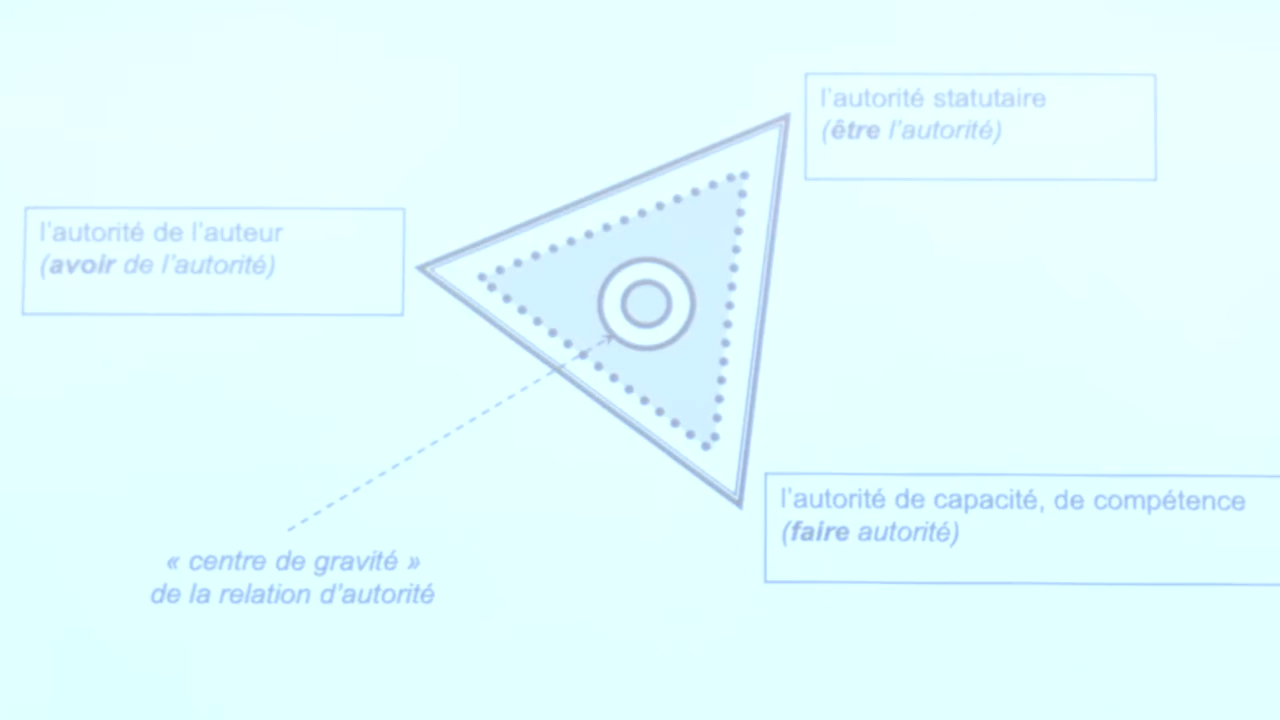 l'autorité statutaire
(être l'autorité)
l'autorité de l'auteur
(avoir de l'autorité)
l'autorité de capacité, de compétence
(faire autorité)
« centre de gravité »
de la relation d'autorité